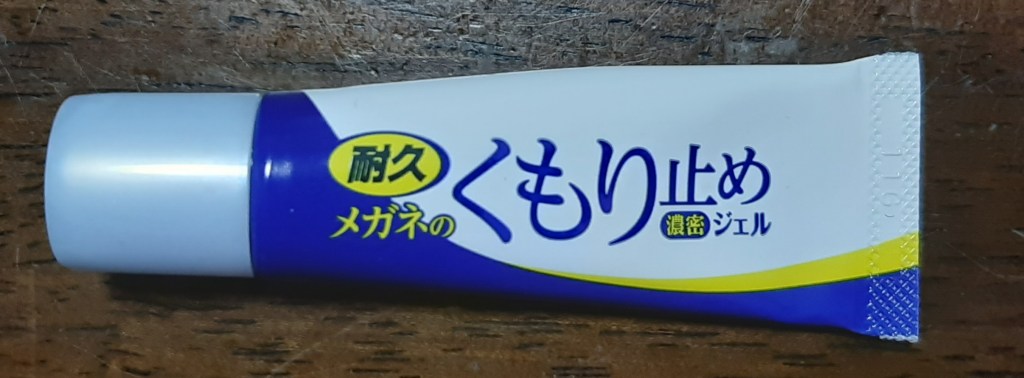 耐久
メガネの
くもり止め
濃密 ジェル